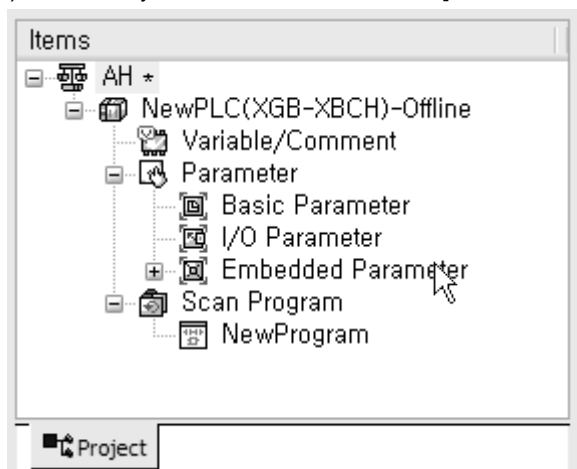 Items
AH *
NewPLC(XGB-XBCH)-Offline
Variable/Comment
Parameter
Basic Parameter
I/O Parameter
Embedded Parameter
Scan Program
NewProgram
Project